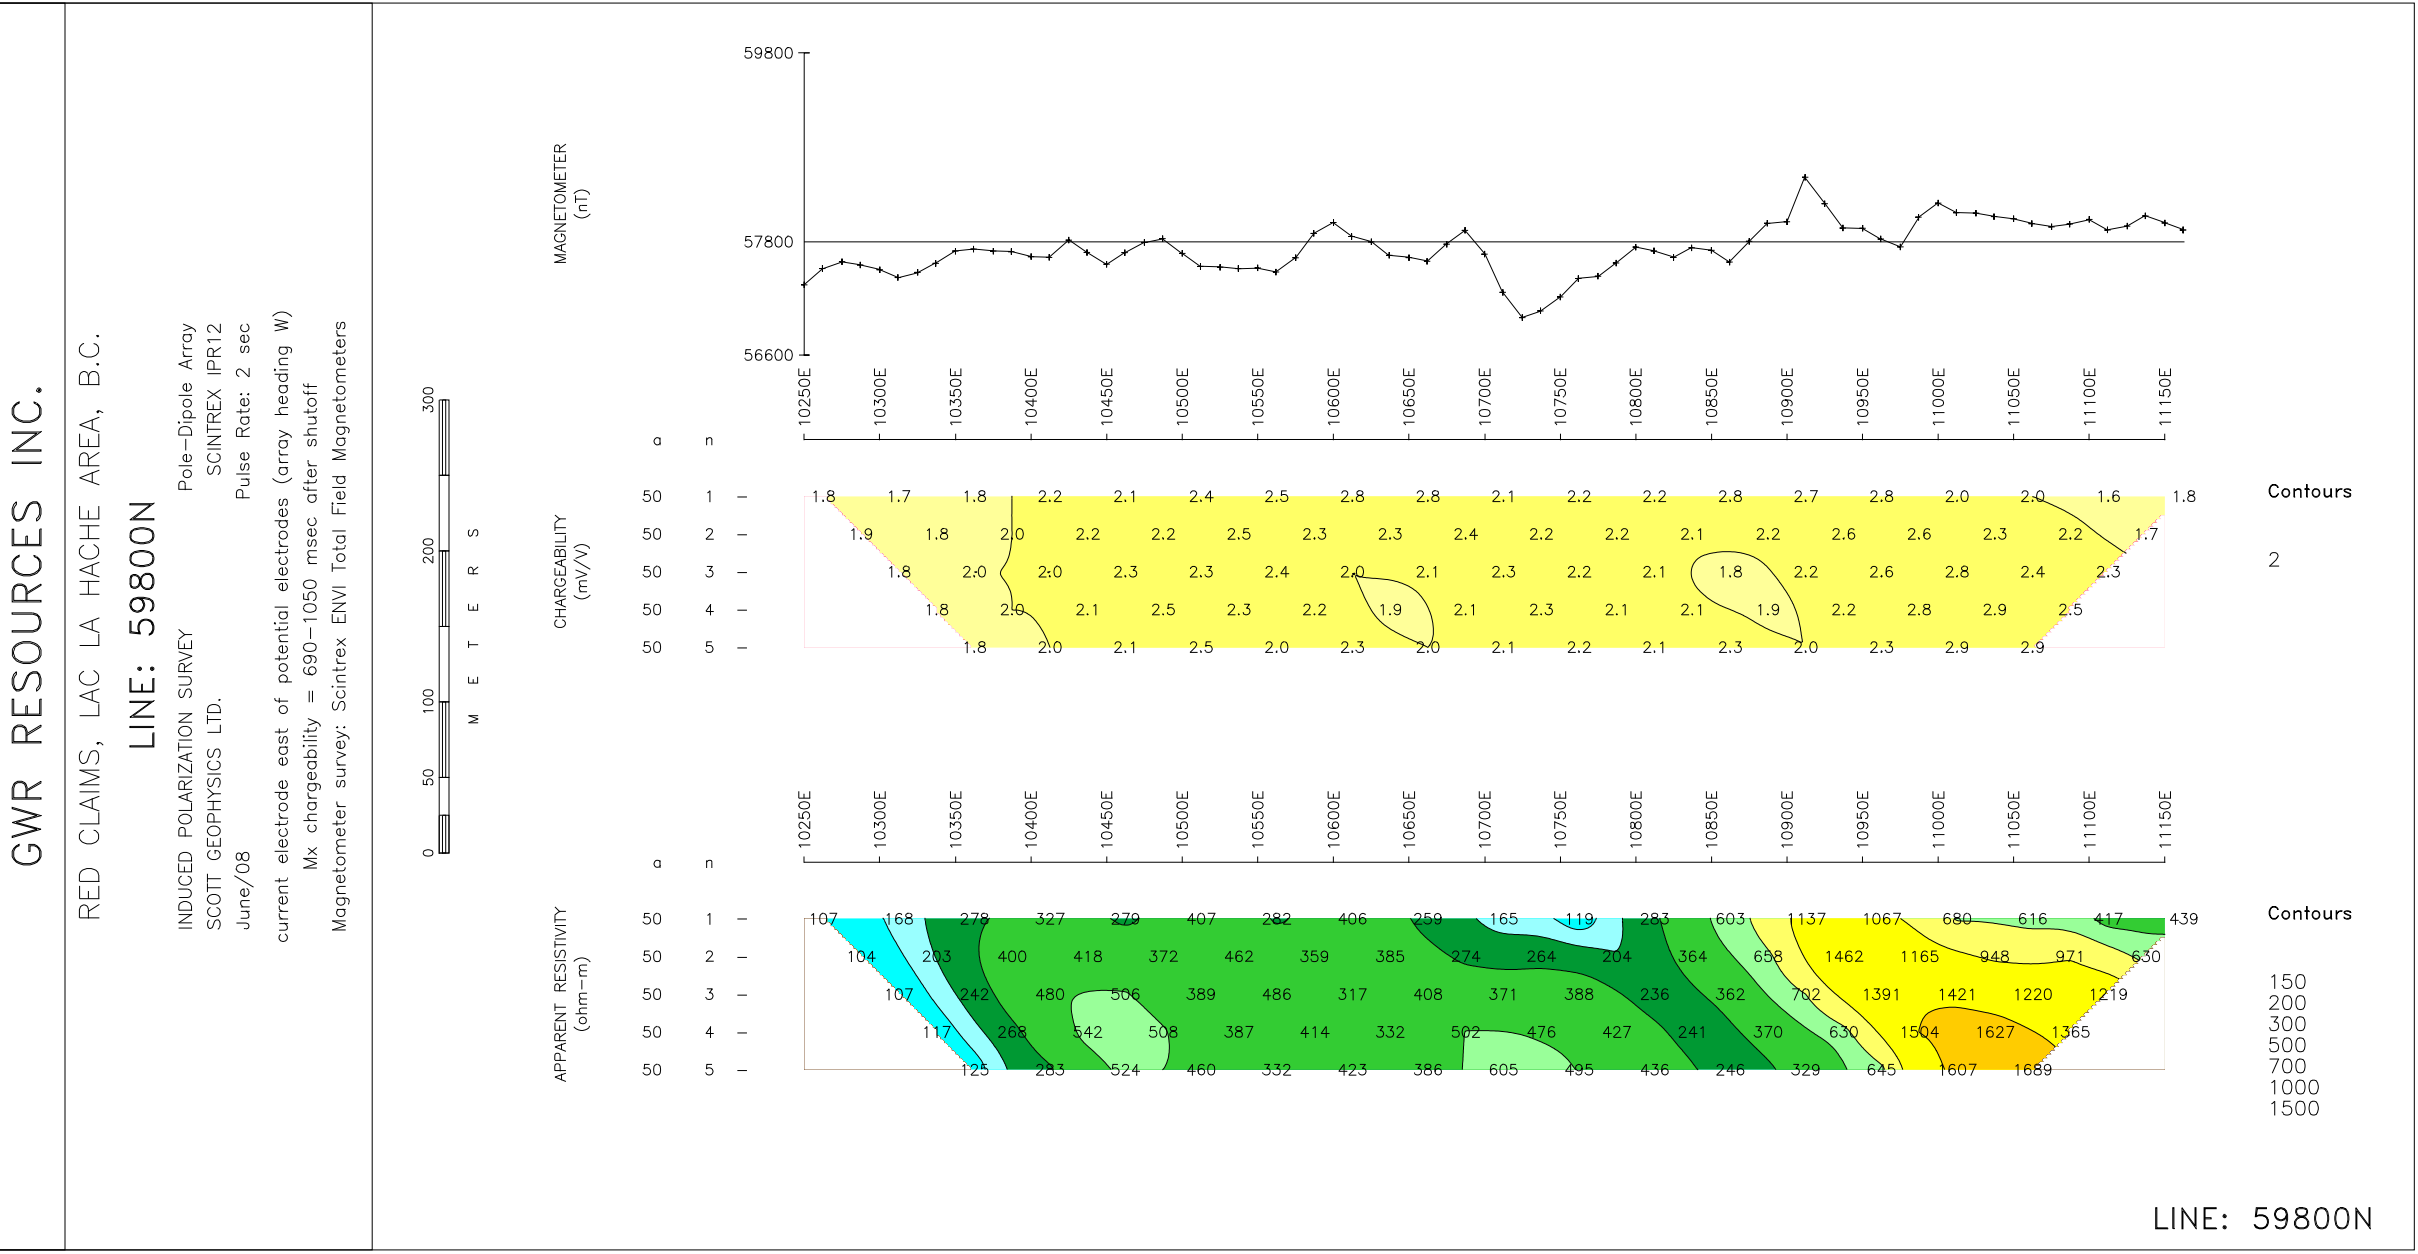 GWR RESOURCES INC.
RED CLAIMS, LAC LA HACHE AREA, B.C.
LINE: 59800N
INDUCED POLARIZATION SURVEY Pole-Dipole Array
SCOTT GEOPHYSICS LTD. SCINTREX IPR12
June/08 Pulse Rate: 2 sec
current electrode east of potential electrodes (array heading W)
Mx chargeability = 690-1050 msec after shutoff
Magnetometer survey: Scintrex ENVI Total Field Magnetometers
0 50 100 200 300
METERS
MAGNETOMETER
(nT)
59800
57800
56600
10250E 10300E 10350E 10400E 10450E 10500E 10550E 10600E 10650E 10700E 10750E 10800E 10850E 10900E 10950E 11000E 11050E 11100E 11150E
a n
CHARGEABILITY
(mV/V)
50 1 - 1.8 1.7 1.8 2.2 2.1 2.4 2.5 2.8 2.8 2.1 2.2 2.2 2.8 2.7 2.8 2.0 2.0 1.6 1.8
50 2 - 1.9 1.8 2.0 2.2 2.2 2.5 2.3 2.3 2.4 2.2 2.2 2.1 2.2 2.6 2.6 2.3 2.2 1.7
50 3 - 1.8 2.0 2.0 2.3 2.3 2.4 2.0 2.1 2.3 2.2 2.1 1.8 2.2 2.6 2.8 2.4 2.3
50 4 - 1.8 2.0 2.1 2.5 2.3 2.2 1.9 2.1 2.3 2.1 2.1 1.9 2.2 2.8 2.9 2.5
50 5 - 1.8 2.0 2.1 2.5 2.0 2.3 2.0 2.1 2.2 2.1 2.3 2.0 2.3 2.9 2.9
Contours
2
10250E 10300E 10350E 10400E 10450E 10500E 10550E 10600E 10650E 10700E 10750E 10800E 10850E 10900E 10950E 11000E 11050E 11100E 11150E
a n
APPARENT RESISTIVITY
(ohm-m)
50 1 - 107 168 278 327 279 407 282 406 259 165 119 283 603 1137 1067 680 616 417 439
50 2 - 104 203 400 418 372 462 359 385 274 264 204 364 658 1462 1165 948 971 630
50 3 - 107 242 480 506 389 486 317 408 371 388 236 362 702 1391 1421 1220 1219
50 4 - 117 268 542 508 387 414 332 502 476 427 241 370 630 1504 1627 1365
50 5 - 125 283 524 460 332 423 386 605 495 436 246 329 645 1607 1689
Contours
150
200
300
500
700
1000
1500
LINE: 59800N